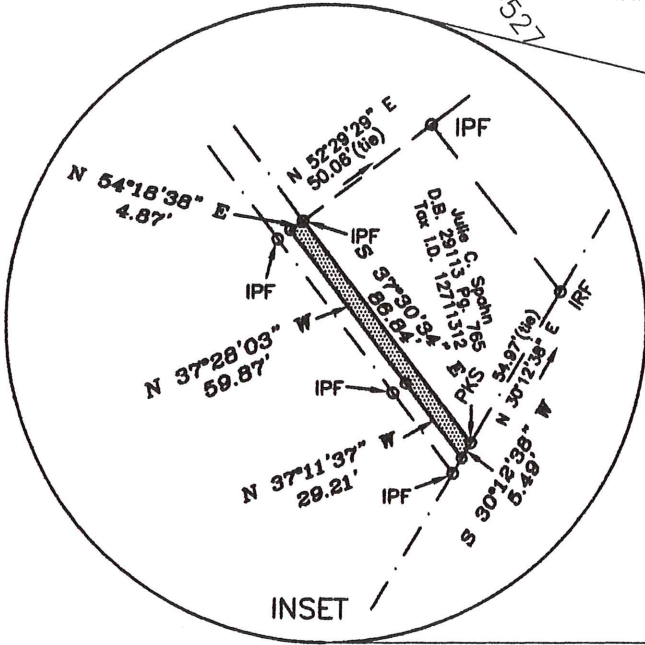 527
N 52°29'29" E
50.06'(tie)
IPF
N 54°18'38" E
4.87'
IPF
IPF
Julie C. Spahn
D.B. 29113 Pg. 765
Tax I.D. 12711312
S 37°30'34" E
86.84'
IRF
N 37°28'03" W
59.87'
IPF
PKS
54.97'(tie)
N 30°12'38" E
N 37°11'37" W
29.21'
IPF
S 30°12'38" W
5.49'
INSET